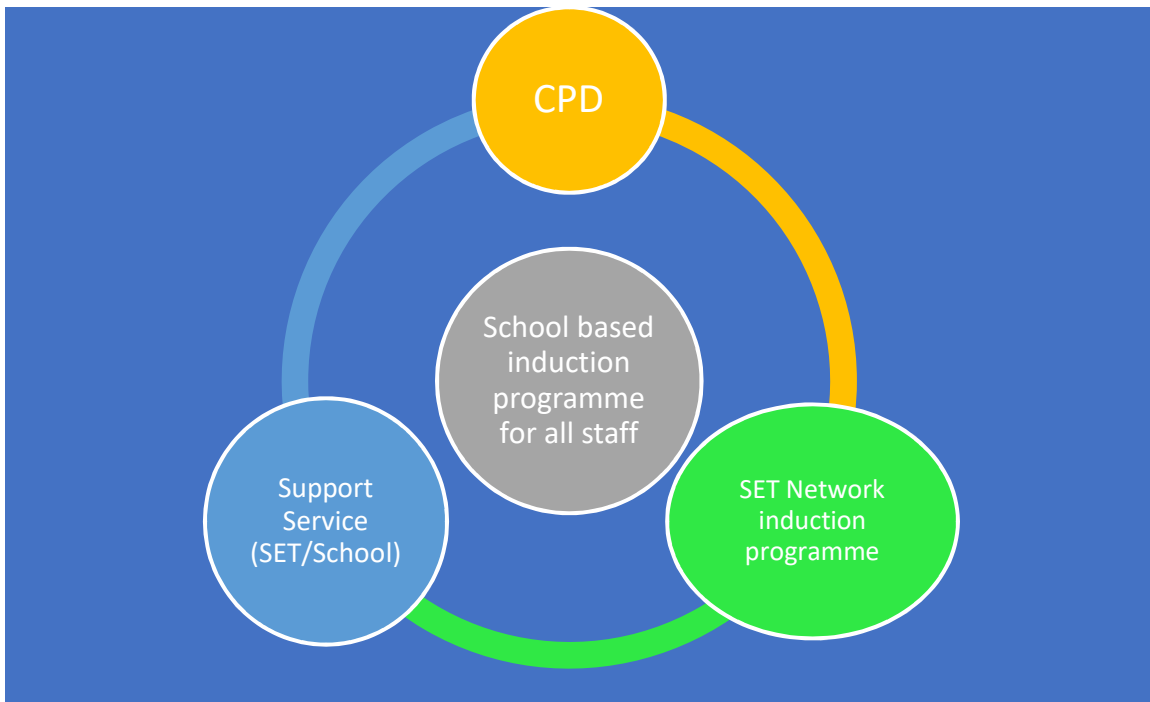 CPD
School based
induction
programme
for all staff
Support
Service
(SET/School)
SET Network
induction
programme